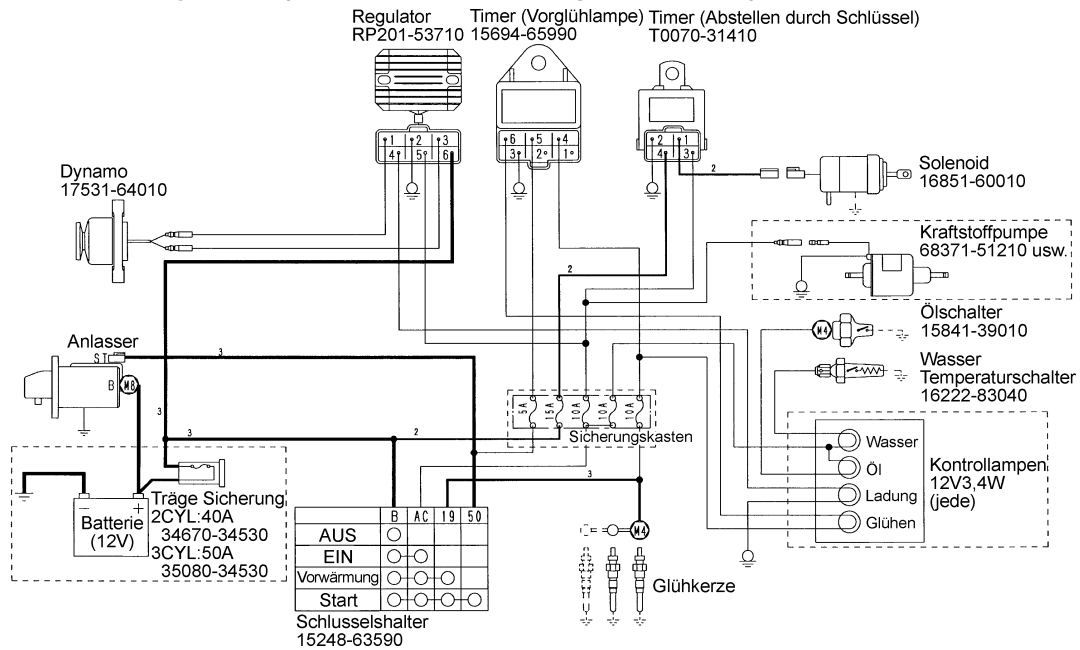 Regulator
RP201-53710
Timer (Vorglühlampe)
15694-65990
Timer (Abstellen durch Schlüssel)
T0070-31410
1 2 3
4 5 6
6 5 4
3 2 1
2 1
4 3
Dynamo
17531-64010
2
Solenoid
16851-60010
Kraftstoffpumpe
68371-51210 usw.
2
Ölschalter
15841-39010
M4
Anlasser
ST
3
B
M8
Wasser
Temperaturschalter
16222-83040
3
3
5A
15A
10A
10A
10A
Sicherungskasten
3
2
3
Wasser
Öl
Ladung
Glühen
Kontrollampen
12V3,4W
(jede)
Träge Sicherung
2CYL:40A
34670-34530
3CYL:50A
35080-34530
- +
Batterie
(12V)
B AC 19 50
AUS
EIN
Vorwärmung
Start
Schlusselshalter
15248-63590
M4
Glühkerze